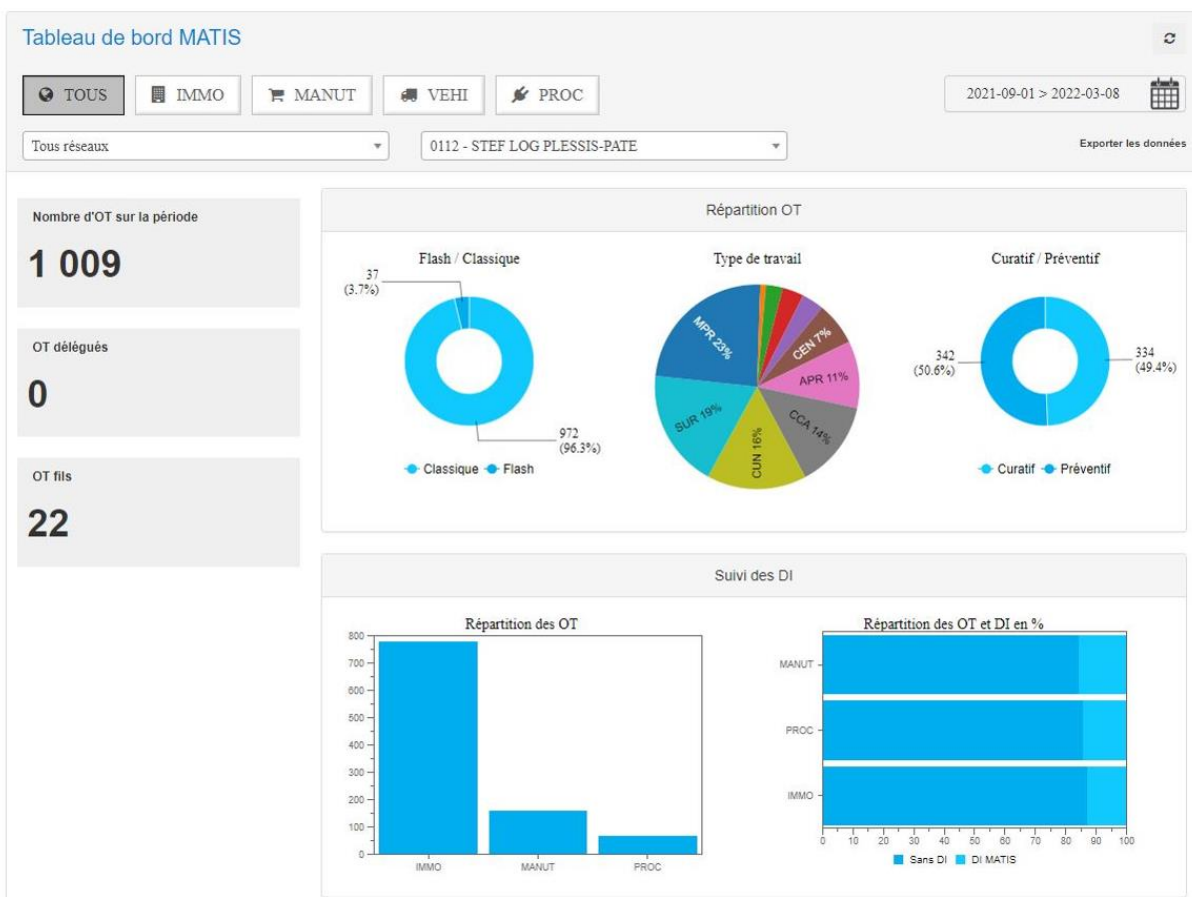 Tableau de bord MATIS
TOUS
IMMO
MANUT
VEHI
PROC
2021-09-01 > 2022-03-08
Tous réseaux
0112 - STEF LOG PLESSIS-PATE
Exporter les données
Nombre d'OT sur la période
1 009
OT délégués
0
OT fils
22
Répartition OT
Flash / Classique
37
(3.7%)
972
(96.3%)
Classique Flash
Type de travail
MPR 23%
CEN 7%
APR 11%
CCA 14%
CUN 16%
SUR 19%
Curatif / Préventif
342
(50.6%)
334
(49.4%)
Curatif Préventif
Suivi des DI
Répartition des OT
800
700
600
500
400
300
200
100
0
IMMO MANUT PROC
Répartition des OT et DI en %
MANUT
PROC
IMMO
0 10 20 30 40 50 60 70 80 90 100
Sans DI DI MATIS